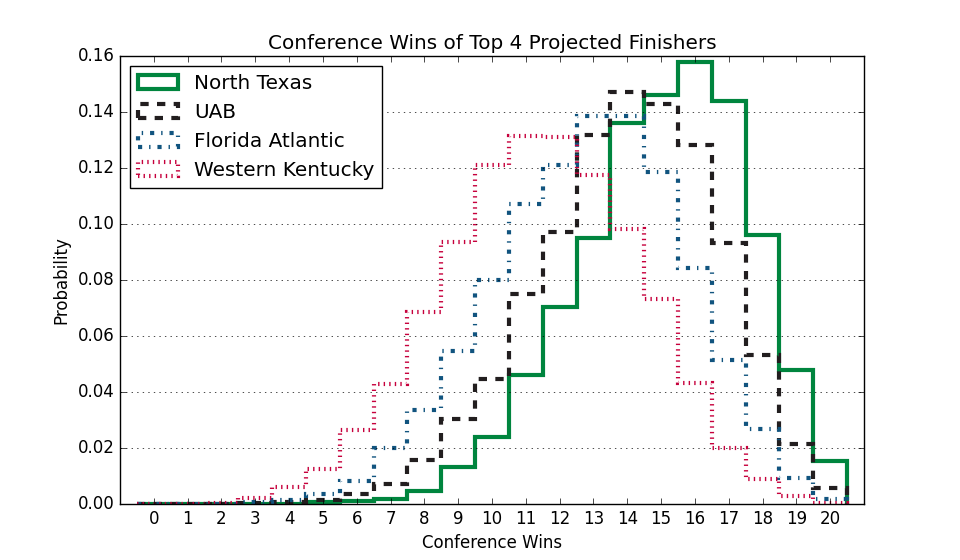 Conference Wins of Top 4 Projected Finishers
0.16
0.14
0.12
0.10
0.08
0.06
0.04
0.02
0.00
Probability
North Texas
UAB
Florida Atlantic
Western Kentucky
0 1 2 3 4 5 6 7 8 9 10 11 12 13 14 15 16 17 18 19 20
Conference Wins